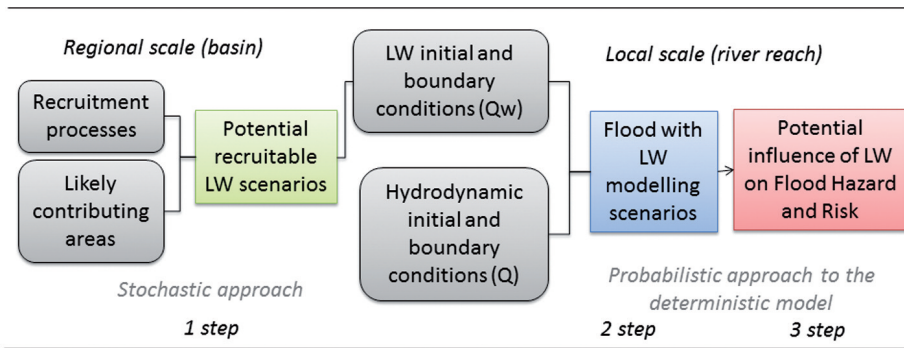 Regional scale (basin)
Recruitment
processes
Likely
contributing
areas
Potential
recruitable
LW scenarios
LW initial and
boundary
conditions (Qw)
Hydrodynamic
initial and
boundary
conditions (Q)
Local scale (river reach)
Flood with
LW
modelling
scenarios
Potential
influence of LW
on Flood Hazard
and Risk
Stochastic approach
1 step
Probabilistic approach to the
deterministic model
2 step
3 step